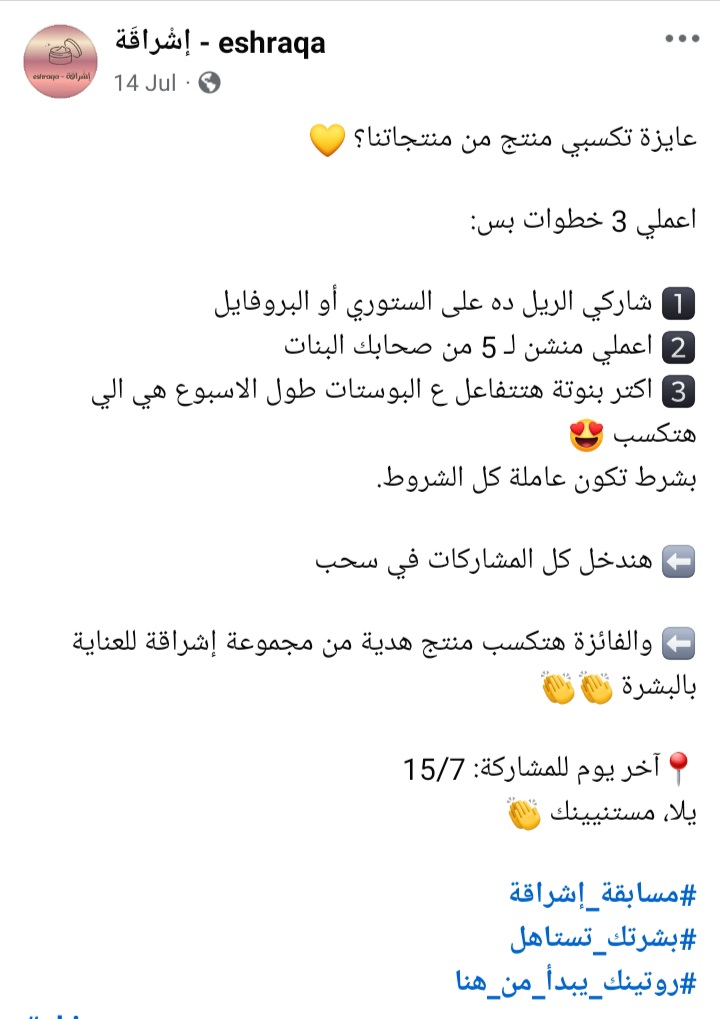 إشْراقَة - eshraqa
eshraqa - إشراقة
14 Jul ·
عايزة تكسبي منتج من منتجاتنا؟ 💛
اعملي 3 خطوات بس:
1️⃣ شاركي الريل ده على الستوري أو البروفايل
2️⃣ اعملي منشن لـ 5 من صحابك البنات
3️⃣ اكتر بنوتة هتتفاعل ع البوستات طول الاسبوع هي الي
هتكسب 😍
بشرط تكون عاملة كل الشروط.
⬅️ هندخل كل المشاركات في سحب
⬅️ والفائزة هتكسب منتج هدية من مجموعة إشراقة للعناية
بالبشرة 👏👏
📍آخر يوم للمشاركة: 15/7
يلا، مستنيينك 👏
#مسابقة_إشراقة
#بشرتك_تستاهل
#روتينك_يبدأ_من_هنا